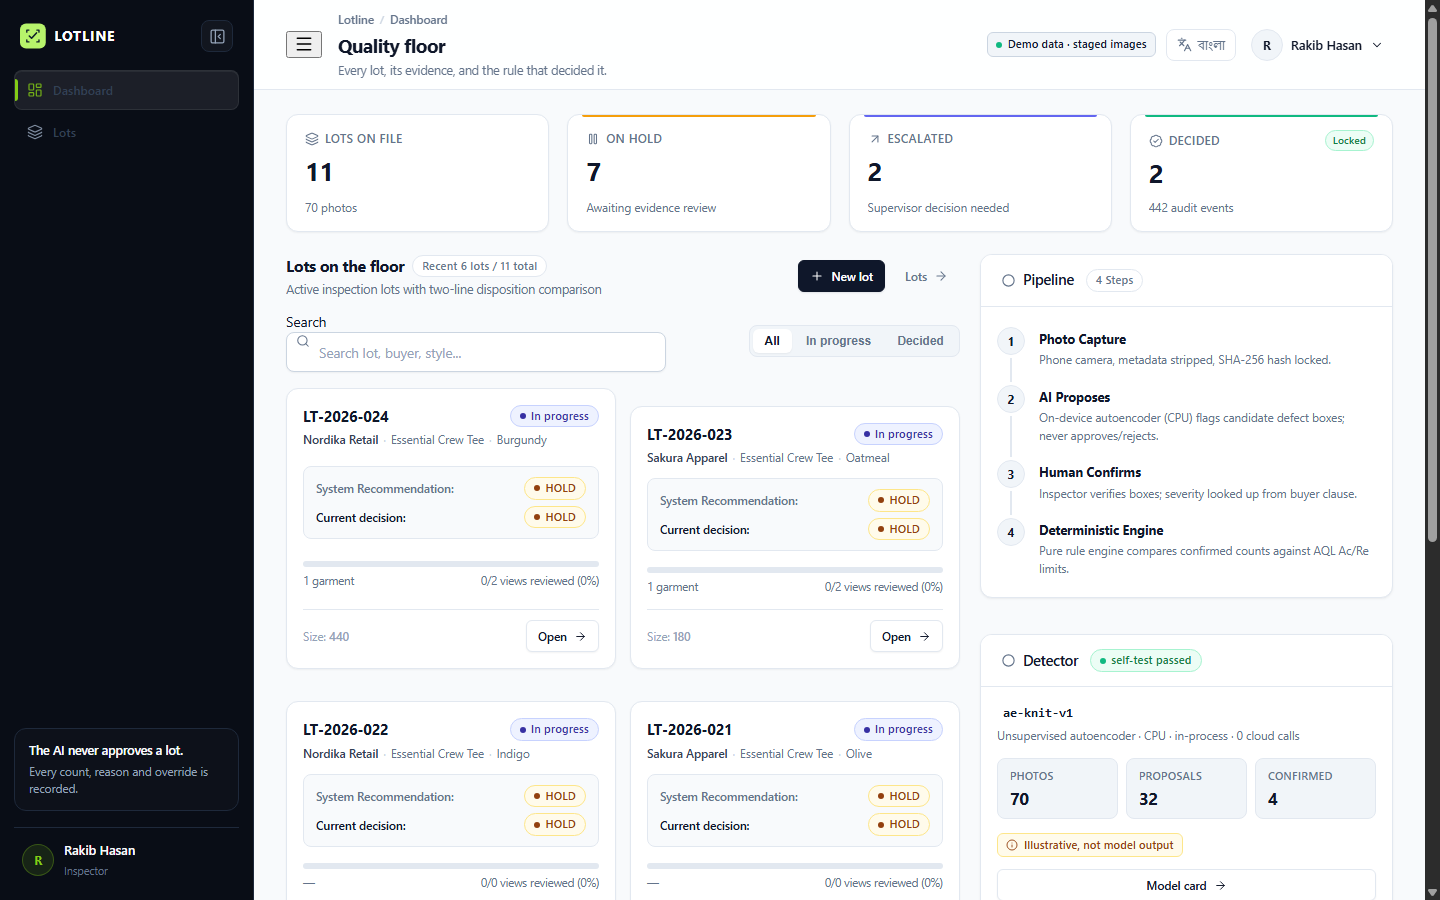 LOTLINE
Dashboard
Lots
The AI never approves a lot.
Every count, reason and override is
recorded.
R
Rakib Hasan
Inspector
Lotline / Dashboard
Quality floor
Every lot, its evidence, and the rule that decided it.
Demo data · staged images
বাংলা
R
Rakib Hasan
LOTS ON FILE
11
70 photos
ON HOLD
7
Awaiting evidence review
ESCALATED
2
Supervisor decision needed
DECIDED
Locked
2
442 audit events
Lots on the floor
Recent 6 lots / 11 total
Active inspection lots with two-line disposition comparison
+ New lot
Lots →
Search
Search lot, buyer, style...
All
In progress
Decided
LT-2026-024
In progress
Nordika Retail · Essential Crew Tee · Burgundy
System Recommendation:
HOLD
Current decision:
HOLD
1 garment
0/2 views reviewed (0%)
Size: 440
Open →
LT-2026-023
In progress
Sakura Apparel · Essential Crew Tee · Oatmeal
System Recommendation:
HOLD
Current decision:
HOLD
1 garment
0/2 views reviewed (0%)
Size: 180
Open →
LT-2026-022
In progress
Nordika Retail · Essential Crew Tee · Indigo
System Recommendation:
HOLD
Current decision:
HOLD
—
0/0 views reviewed (0%)
LT-2026-021
In progress
Sakura Apparel · Essential Crew Tee · Olive
System Recommendation:
HOLD
Current decision:
HOLD
—
0/0 views reviewed (0%)
Pipeline
4 Steps
1
Photo Capture
Phone camera, metadata stripped, SHA-256 hash locked.
2
AI Proposes
On-device autoencoder (CPU) flags candidate defect boxes;
never approves/rejects.
3
Human Confirms
Inspector verifies boxes; severity looked up from buyer clause.
4
Deterministic Engine
Pure rule engine compares confirmed counts against AQL Ac/Re
limits.
Detector
self-test passed
ae-knit-v1
Unsupervised autoencoder · CPU · in-process · 0 cloud calls
PHOTOS
70
PROPOSALS
32
CONFIRMED
4
Illustrative, not model output
Model card →